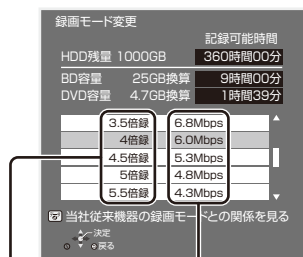 録画モード変更
記録可能時間
HDD残量 1000GB 360時間00分
BD容量 25GB換算 9時間00分
DVD容量 4.7GB換算 1時間39分
3.5倍録 6.8Mbps
4倍録 6.0Mbps
4.5倍録 5.3Mbps
5倍録 4.8Mbps
5.5倍録 4.3Mbps
当社従来機器の録画モードとの関係を見る
決定
戻る